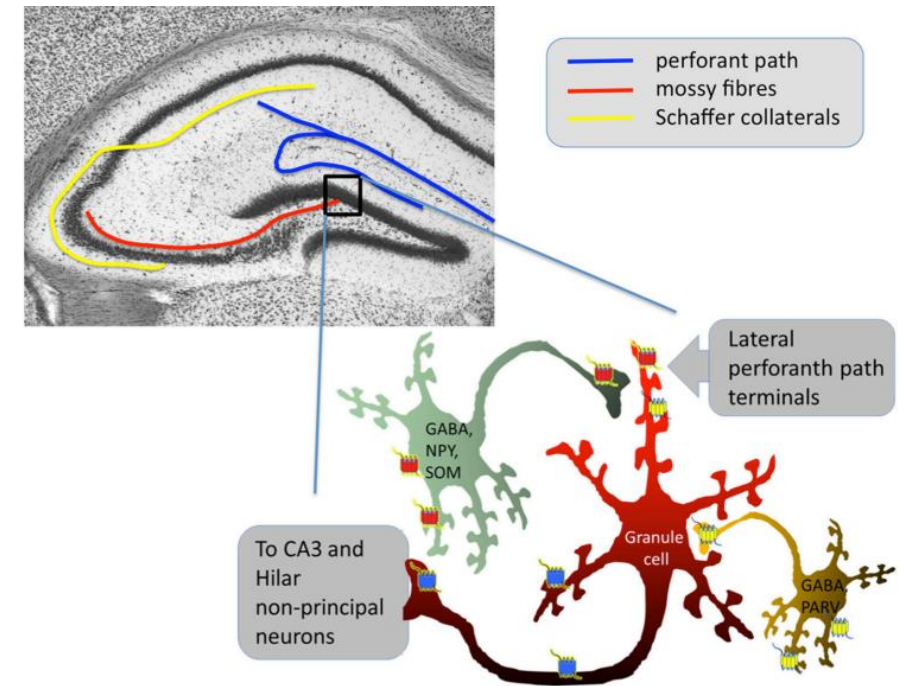 perforant path
mossy fibres
Schaffer collaterals
Lateral
perforanth path
terminals
GABA,
NPY,
SOM
Granule
cell
GABA,
PARV
To CA3 and
Hilar
non-principal
neurons